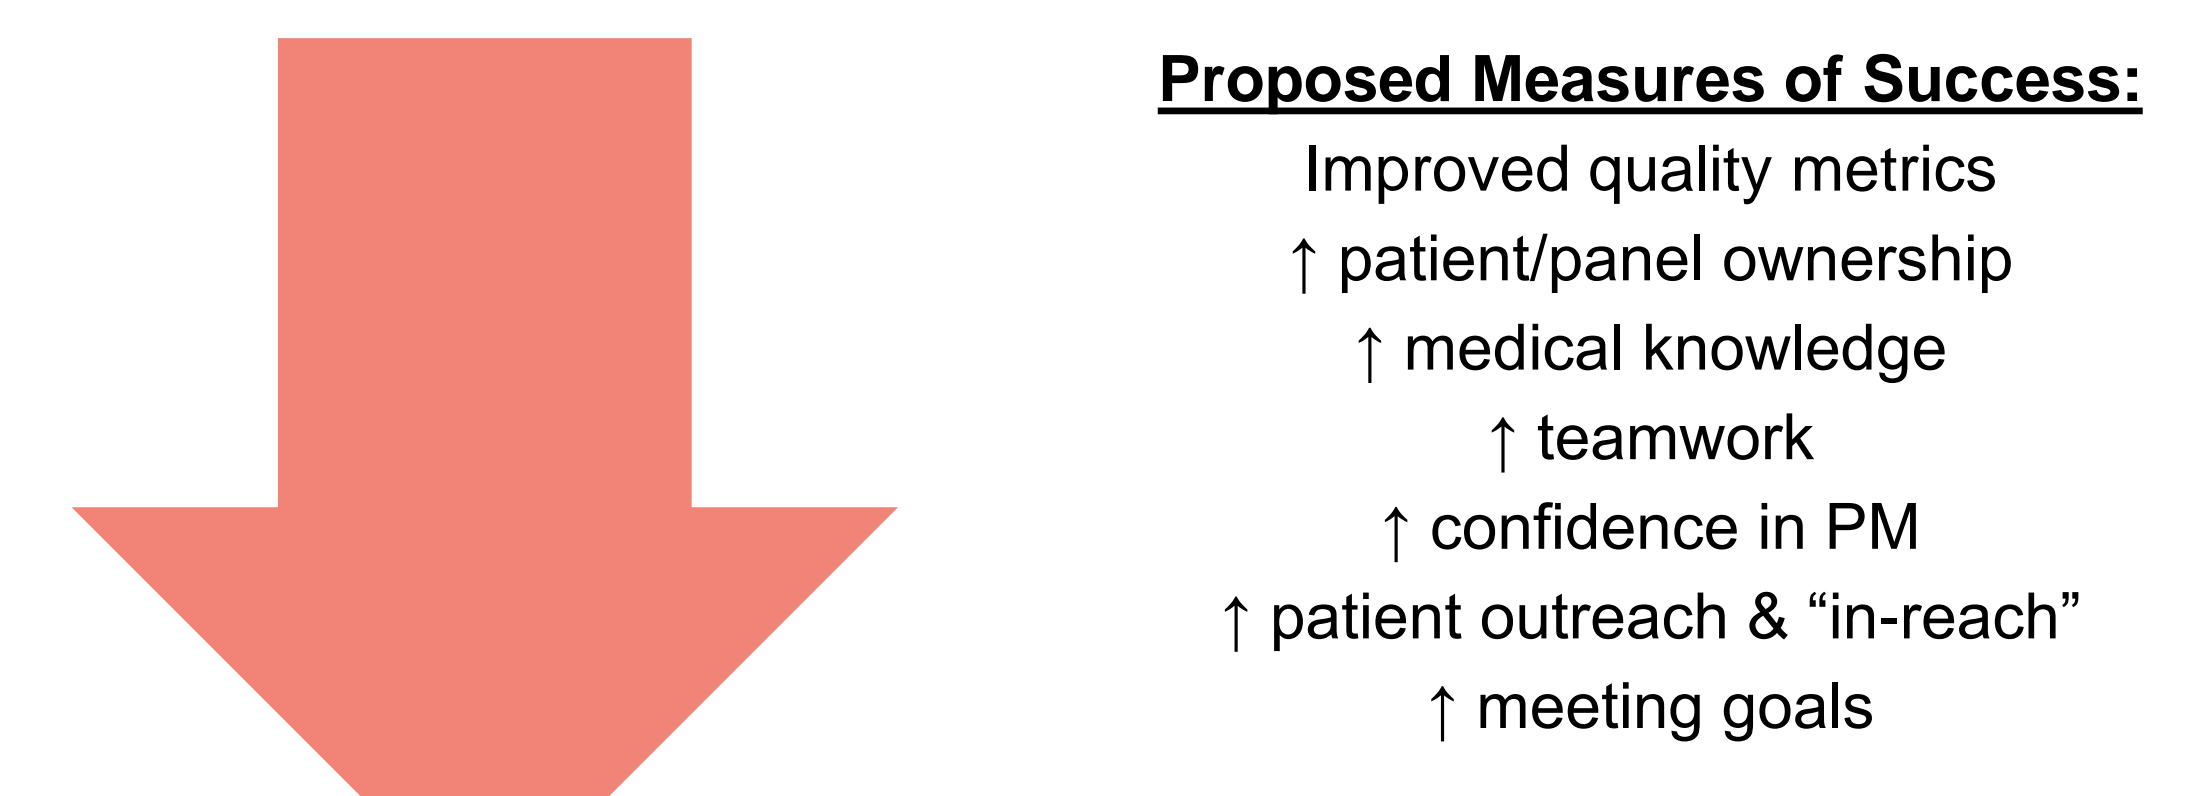 Proposed Measures of Success:
Improved quality metrics
↑ patient/panel ownership
↑ medical knowledge
↑ teamwork
↑ confidence in PM
↑ patient outreach & “in-reach”
↑ meeting goals